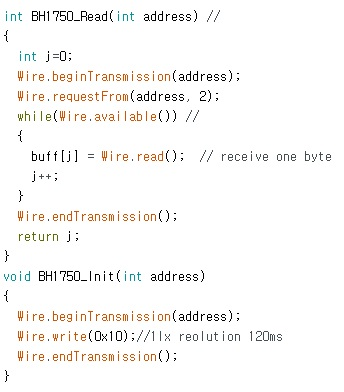 int BH1750_Read(int address) //
{
  int j=0;
  Wire.beginTransmission(address);
  Wire.requestFrom(address, 2);
  while(Wire.available()) //
  {
    buff[j] = Wire.read();  // receive one byte
    j++;
  }
  Wire.endTransmission();
  return j;
}
void BH1750_Init(int address)
{
  Wire.beginTransmission(address);
  Wire.write(0x10);//1lx reolution 120ms
  Wire.endTransmission();
}